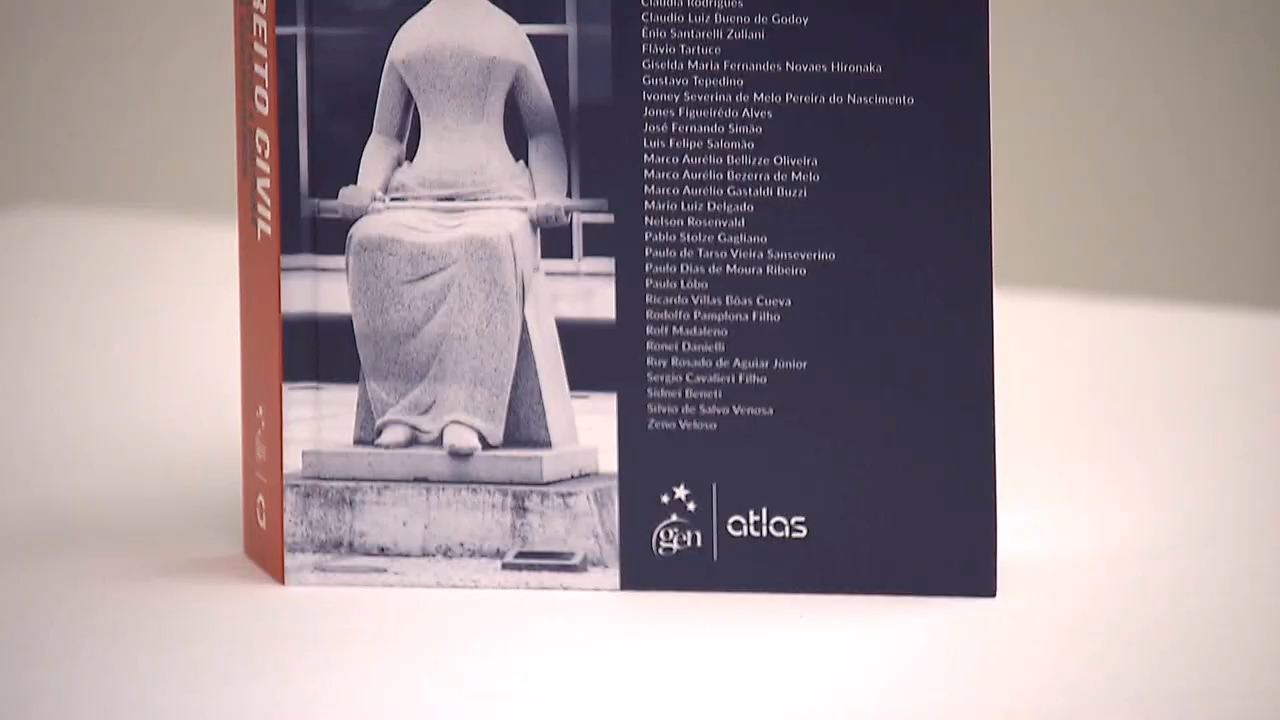 REITO CIVIL
Claudia Rodrigues
Claudio Luiz Bueno de Godoy
Ênio Santarelli Zuliani
Flávio Tartuce
Giselda Maria Fernandes Novaes Hironaka
Gustavo Tepedino
Ivoney Severina de Melo Pereira do Nascimento
Jones Figueirêdo Alves
José Fernando Simão
Luis Felipe Salomão
Marco Aurélio Bellizze Oliveira
Marco Aurélio Bezerra de Melo
Marco Aurélio Gastaldi Buzzi
Mário Luiz Delgado
Nelson Rosenvald
Pablo Stolze Gagliano
Paulo de Tarso Vieira Sanseverino
Paulo Dias de Moura Ribeiro
Paulo Lôbo
Ricardo Villas Bôas Cueva
Rodolfo Pamplona Filho
Rolf Madaleno
Ronei Danielli
Ruy Rosado de Aguiar Júnior
Sergio Cavalieri Filho
Sidnei Beneti
Silvio de Salvo Venosa
Zeno Veloso
gen
atlas